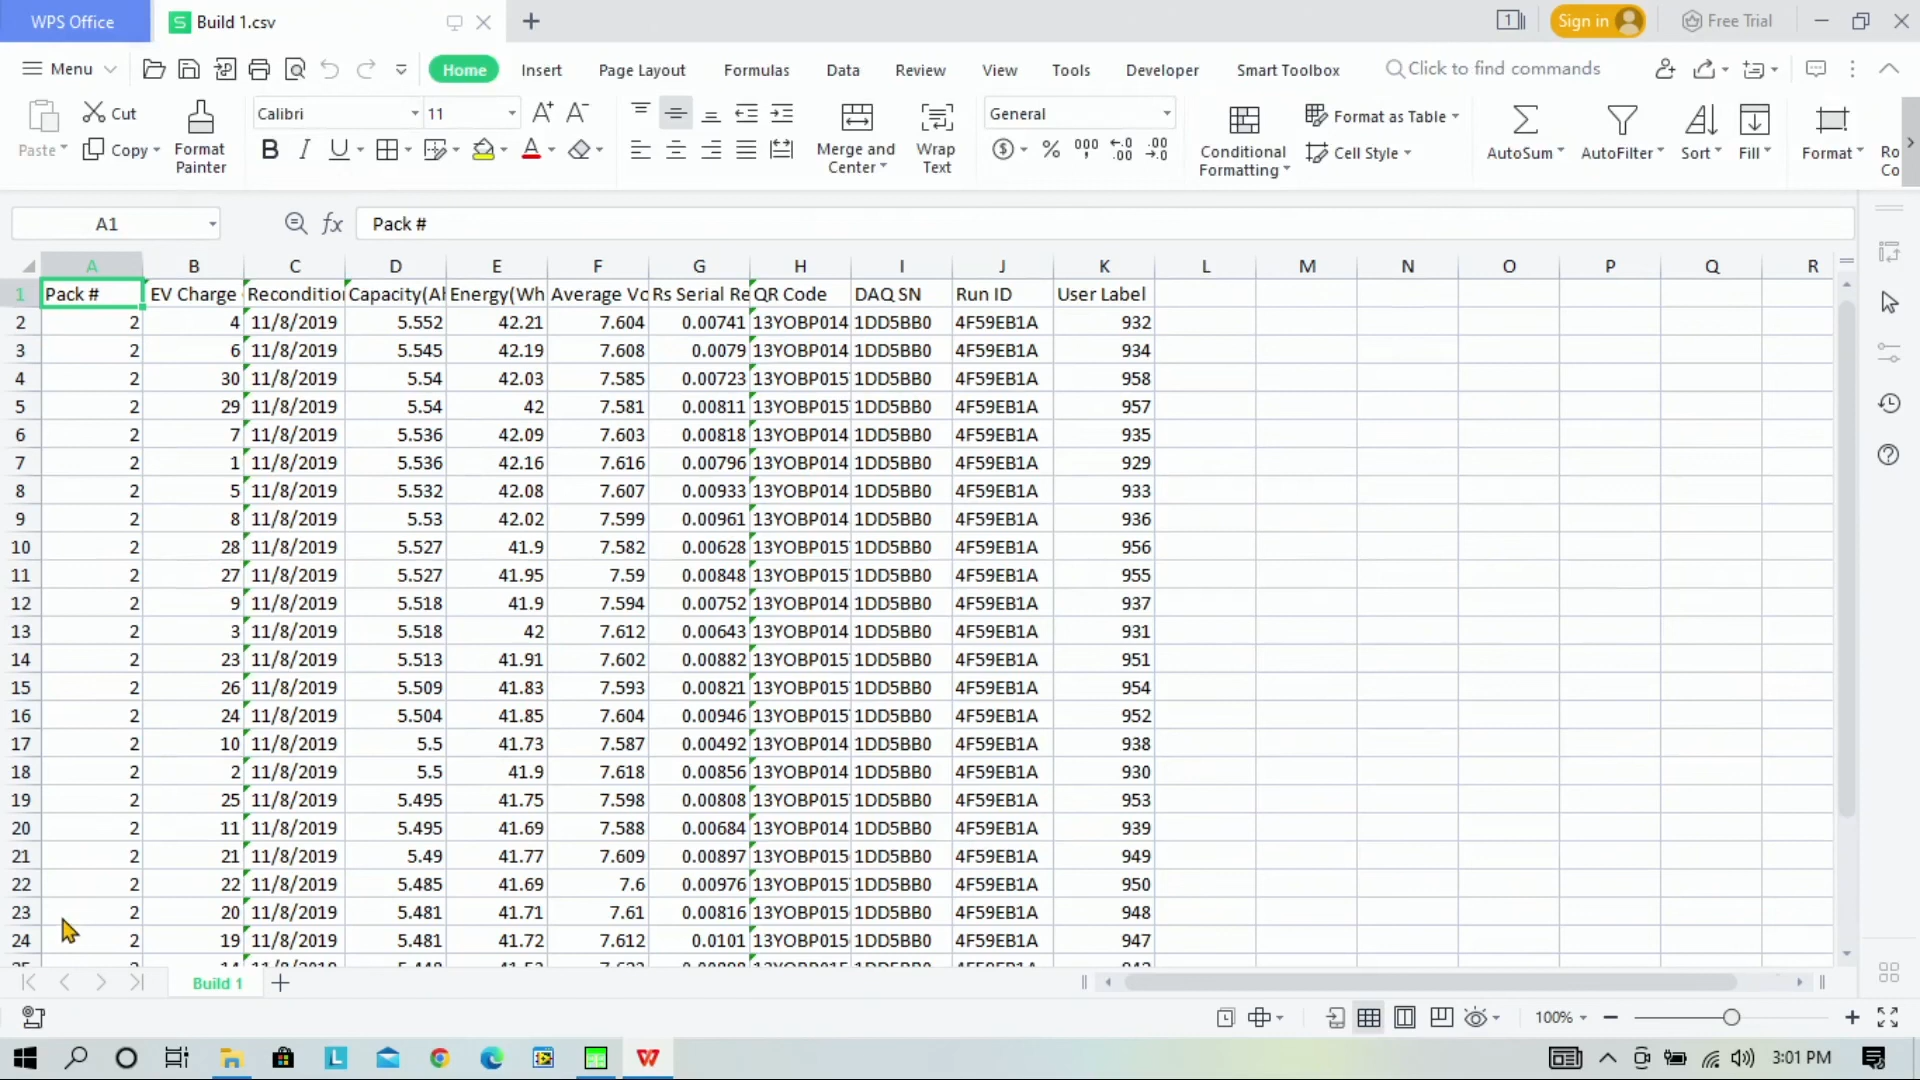 WPS Office
Build 1.csv
1
Sign in
Free Trial
Menu
Home
Insert
Page Layout
Formulas
Data
Review
View
Tools
Developer
Smart Toolbox
Click to find commands
Paste
Cut
Copy
Format Painter
Calibri
11
Merge and Center
Wrap Text
General
Conditional Formatting
Format as Table
Cell Style
AutoSum
AutoFilter
Sort
Fill
Format
Ro
Co
A1
fx
Pack #
A B C D E F G H I J K L M N O P Q R
1 Pack # EV Charge Reconditio Capacity(Al Energy(Wh Average Vo Rs Serial Re QR Code DAQ SN Run ID User Label
2 2 4 11/8/2019 5.552 42.21 7.604 0.00741 13YOBP014 1DD5BB0 4F59EB1A 932
3 2 6 11/8/2019 5.545 42.19 7.608 0.0079 13YOBP014 1DD5BB0 4F59EB1A 934
4 2 30 11/8/2019 5.54 42.03 7.585 0.00723 13YOBP015 1DD5BB0 4F59EB1A 958
5 2 29 11/8/2019 5.54 42 7.581 0.00811 13YOBP015 1DD5BB0 4F59EB1A 957
6 2 7 11/8/2019 5.536 42.09 7.603 0.00818 13YOBP014 1DD5BB0 4F59EB1A 935
7 2 1 11/8/2019 5.536 42.16 7.616 0.00796 13YOBP014 1DD5BB0 4F59EB1A 929
8 2 5 11/8/2019 5.532 42.08 7.607 0.00933 13YOBP014 1DD5BB0 4F59EB1A 933
9 2 8 11/8/2019 5.53 42.02 7.599 0.00961 13YOBP014 1DD5BB0 4F59EB1A 936
10 2 28 11/8/2019 5.527 41.9 7.582 0.00628 13YOBP015 1DD5BB0 4F59EB1A 956
11 2 27 11/8/2019 5.527 41.95 7.59 0.00848 13YOBP015 1DD5BB0 4F59EB1A 955
12 2 9 11/8/2019 5.518 41.9 7.594 0.00752 13YOBP014 1DD5BB0 4F59EB1A 937
13 2 3 11/8/2019 5.518 42 7.612 0.00643 13YOBP014 1DD5BB0 4F59EB1A 931
14 2 23 11/8/2019 5.513 41.91 7.602 0.00882 13YOBP015 1DD5BB0 4F59EB1A 951
15 2 26 11/8/2019 5.509 41.83 7.593 0.00821 13YOBP015 1DD5BB0 4F59EB1A 954
16 2 24 11/8/2019 5.504 41.85 7.604 0.00946 13YOBP015 1DD5BB0 4F59EB1A 952
17 2 10 11/8/2019 5.5 41.73 7.587 0.00492 13YOBP014 1DD5BB0 4F59EB1A 938
18 2 2 11/8/2019 5.5 41.9 7.618 0.00856 13YOBP014 1DD5BB0 4F59EB1A 930
19 2 25 11/8/2019 5.495 41.75 7.598 0.00808 13YOBP015 1DD5BB0 4F59EB1A 953
20 2 11 11/8/2019 5.495 41.69 7.588 0.00684 13YOBP014 1DD5BB0 4F59EB1A 939
21 2 21 11/8/2019 5.49 41.77 7.609 0.00897 13YOBP015 1DD5BB0 4F59EB1A 949
22 2 22 11/8/2019 5.485 41.69 7.6 0.00976 13YOBP015 1DD5BB0 4F59EB1A 950
23 2 20 11/8/2019 5.481 41.71 7.61 0.00816 13YOBP015 1DD5BB0 4F59EB1A 948
24 2 19 11/8/2019 5.481 41.72 7.612 0.0101 13YOBP015 1DD5BB0 4F59EB1A 947
Build 1
100%
3:01 PM